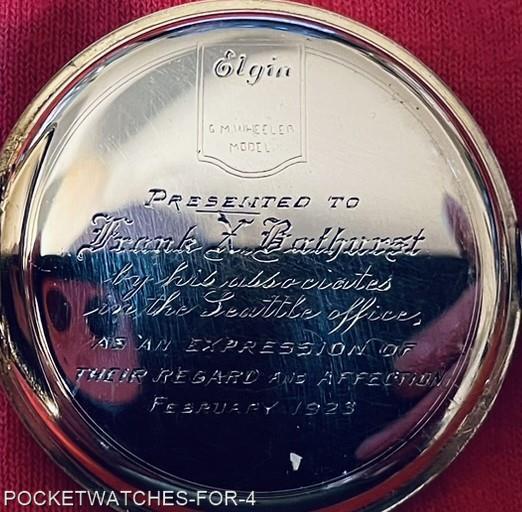 Elgin
G.M.WHEELER
MODEL
PRESENTED TO
Frank X. Bathurst
by his associates
in the Seattle office,
AS AN EXPRESSION OF
THEIR REGARD AND AFFECTION
FEBRUARY 1923
POCKETWATCHES-FOR-4